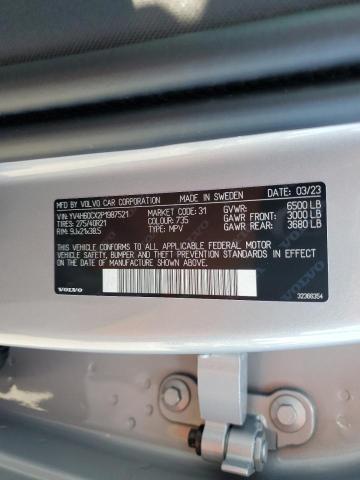 MFD BY VOLVO CAR CORPORATION MADE IN SWEDEN 03/23
VIN: YV4H60CX2P1987521 MARKET CODE: 31 GVWR: 6500 LB
TIRES: 275/40R21 COLOUR: 735 GAWR FRONT: 3000 LB
RIM: 9Jx21x38.5 TYPE: MPV GAWR REAR: 3680 LB
THIS VEHICLE CONFORMS TO ALL APPLICABLE FEDERAL MOTOR
VEHICLE SAFETY, BUMPER AND THEFT PREVENTION STANDARDS IN EFFECT
ON THE DATE OF MANUFACTURE SHOWN ABOVE.
VOLVO 32366354